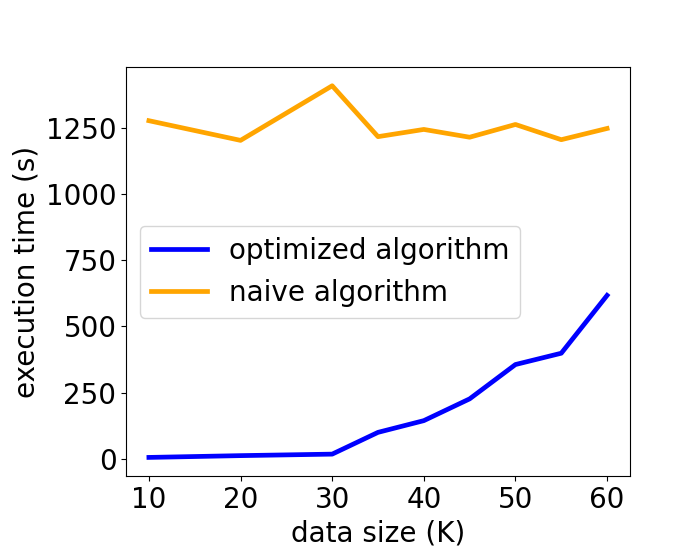 execution time (s)
1250
1000
750
500
250
0
optimized algorithm
naive algorithm
10 20 30 40 50 60
data size (K)